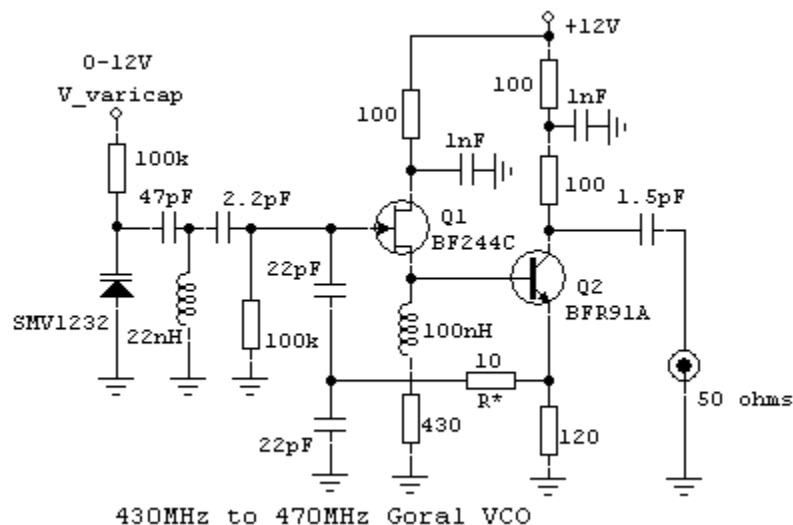 +12V
0-12V
V_varicap
100
1nF
100
100k
1nF
100
47pF
2.2pF
1.5pF
Q1
BF244C
22pF
Q2
BFR91A
SMV1232
22nH
100k
100nH
10
R*
50 ohms
22pF
430
120
430MHz to 470MHz Goral VCO